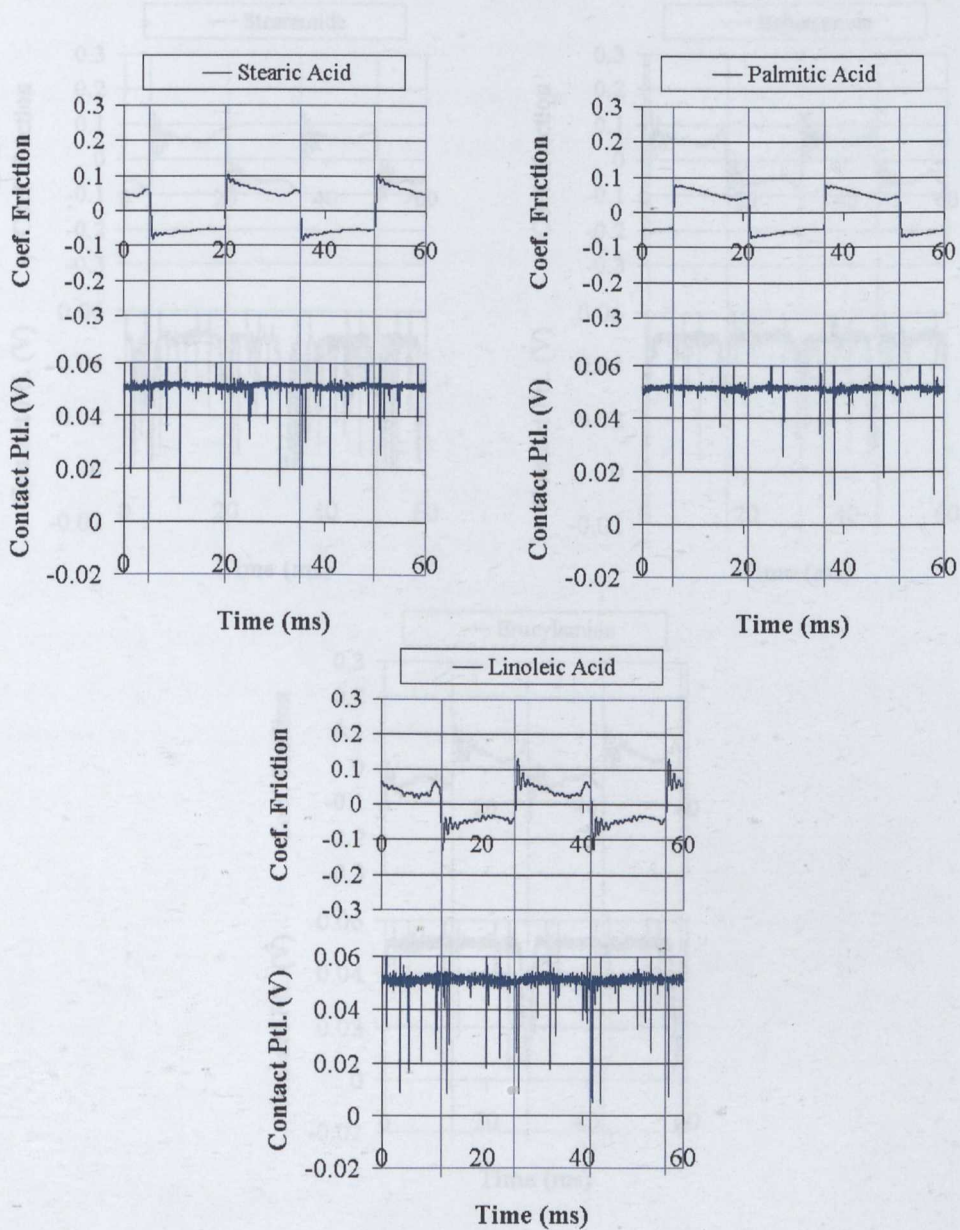 Stearic Acid
Coef. Friction
0.3
0.2
0.1
0
-0.1
-0.2
-0.3
0 20 40 60
Contact Ptl. (V)
0.06
0.04
0.02
0
-0.02
0 20 40 60
Time (ms)
Palmitic Acid
Coef. Friction
0.3
0.2
0.1
0
-0.1
-0.2
-0.3
0 20 40 60
Contact Ptl. (V)
0.06
0.04
0.02
0
-0.02
0 20 40 60
Time (ms)
Linoleic Acid
Coef. Friction
0.3
0.2
0.1
0
-0.1
-0.2
-0.3
0 20 40 60
Contact Ptl. (V)
0.06
0.04
0.02
0
-0.02
0 20 40 60
Time (ms)